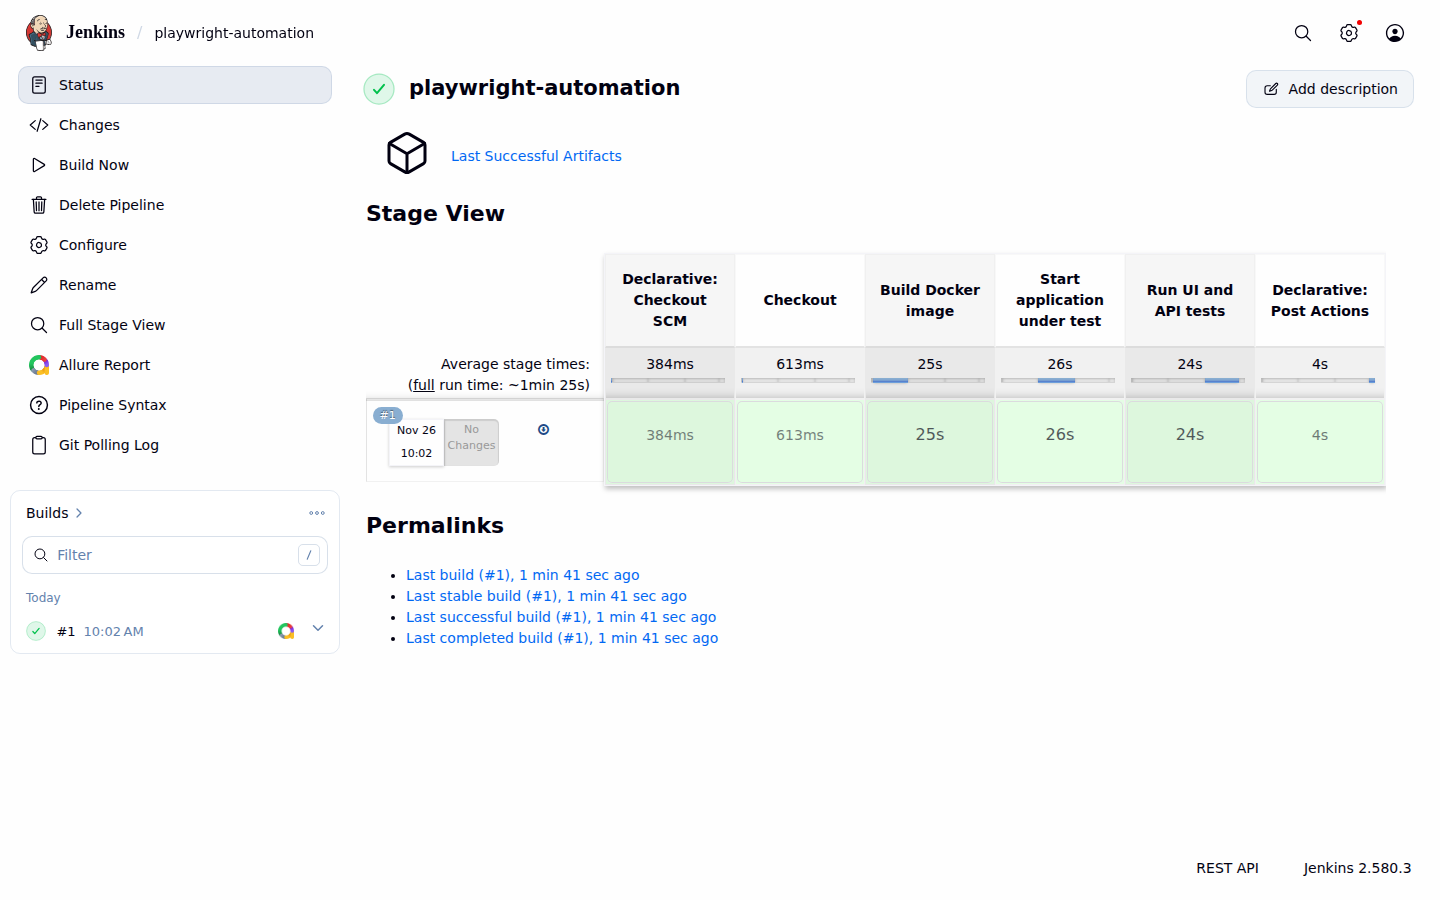 Jenkins / playwright-automation
Status
Changes
Build Now
Delete Pipeline
Configure
Rename
Full Stage View
Allure Report
Pipeline Syntax
Git Polling Log
Builds
Filter /
Today
#1 10:02 AM
playwright-automation
Add description
Last Successful Artifacts
Stage View
Declarative: Checkout SCM
Checkout
Build Docker image
Start application under test
Run UI and API tests
Declarative: Post Actions
Average stage times:
(full run time: ~1min 25s)
384ms 613ms 25s 26s 24s 4s
#1
Nov 26
10:02
No Changes
384ms 613ms 25s 26s 24s 4s
Permalinks
Last build (#1), 1 min 41 sec ago
Last stable build (#1), 1 min 41 sec ago
Last successful build (#1), 1 min 41 sec ago
Last completed build (#1), 1 min 41 sec ago
REST API Jenkins 2.580.3